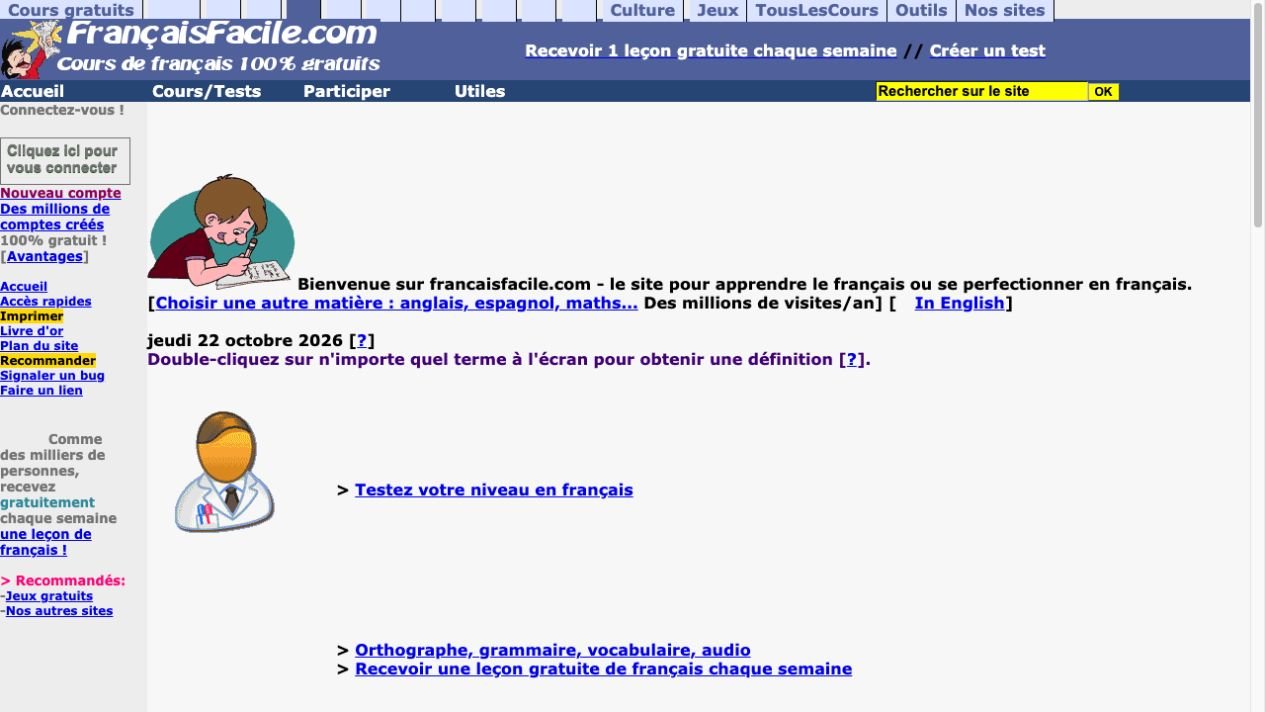 Cours gratuits Culture Jeux TousLesCours Outils Nos sites
FrançaisFacile.com
Cours de français 100% gratuits
Recevoir 1 leçon gratuite chaque semaine // Créer un test
Accueil Cours/Tests Participer Utiles Rechercher sur le site OK
Connectez-vous !
Cliquez ici pour
vous connecter
Nouveau compte
Des millions de
comptes créés
100% gratuit !
[Avantages]
Accueil
Accès rapides
Imprimer
Livre d'or
Plan du site
Recommander
Signaler un bug
Faire un lien
Comme
des milliers de
personnes,
recevez
gratuitement
chaque semaine
une leçon de
français !
> Recommandés:
-Jeux gratuits
-Nos autres sites
Bienvenue sur francaisfacile.com - le site pour apprendre le français ou se perfectionner en français.
[Choisir une autre matière : anglais, espagnol, maths... Des millions de visites/an] [ In English]
jeudi 22 octobre 2026 [?]
Double-cliquez sur n'importe quel terme à l'écran pour obtenir une définition [?].
> Testez votre niveau en français
> Orthographe, grammaire, vocabulaire, audio
> Recevoir une leçon gratuite de français chaque semaine